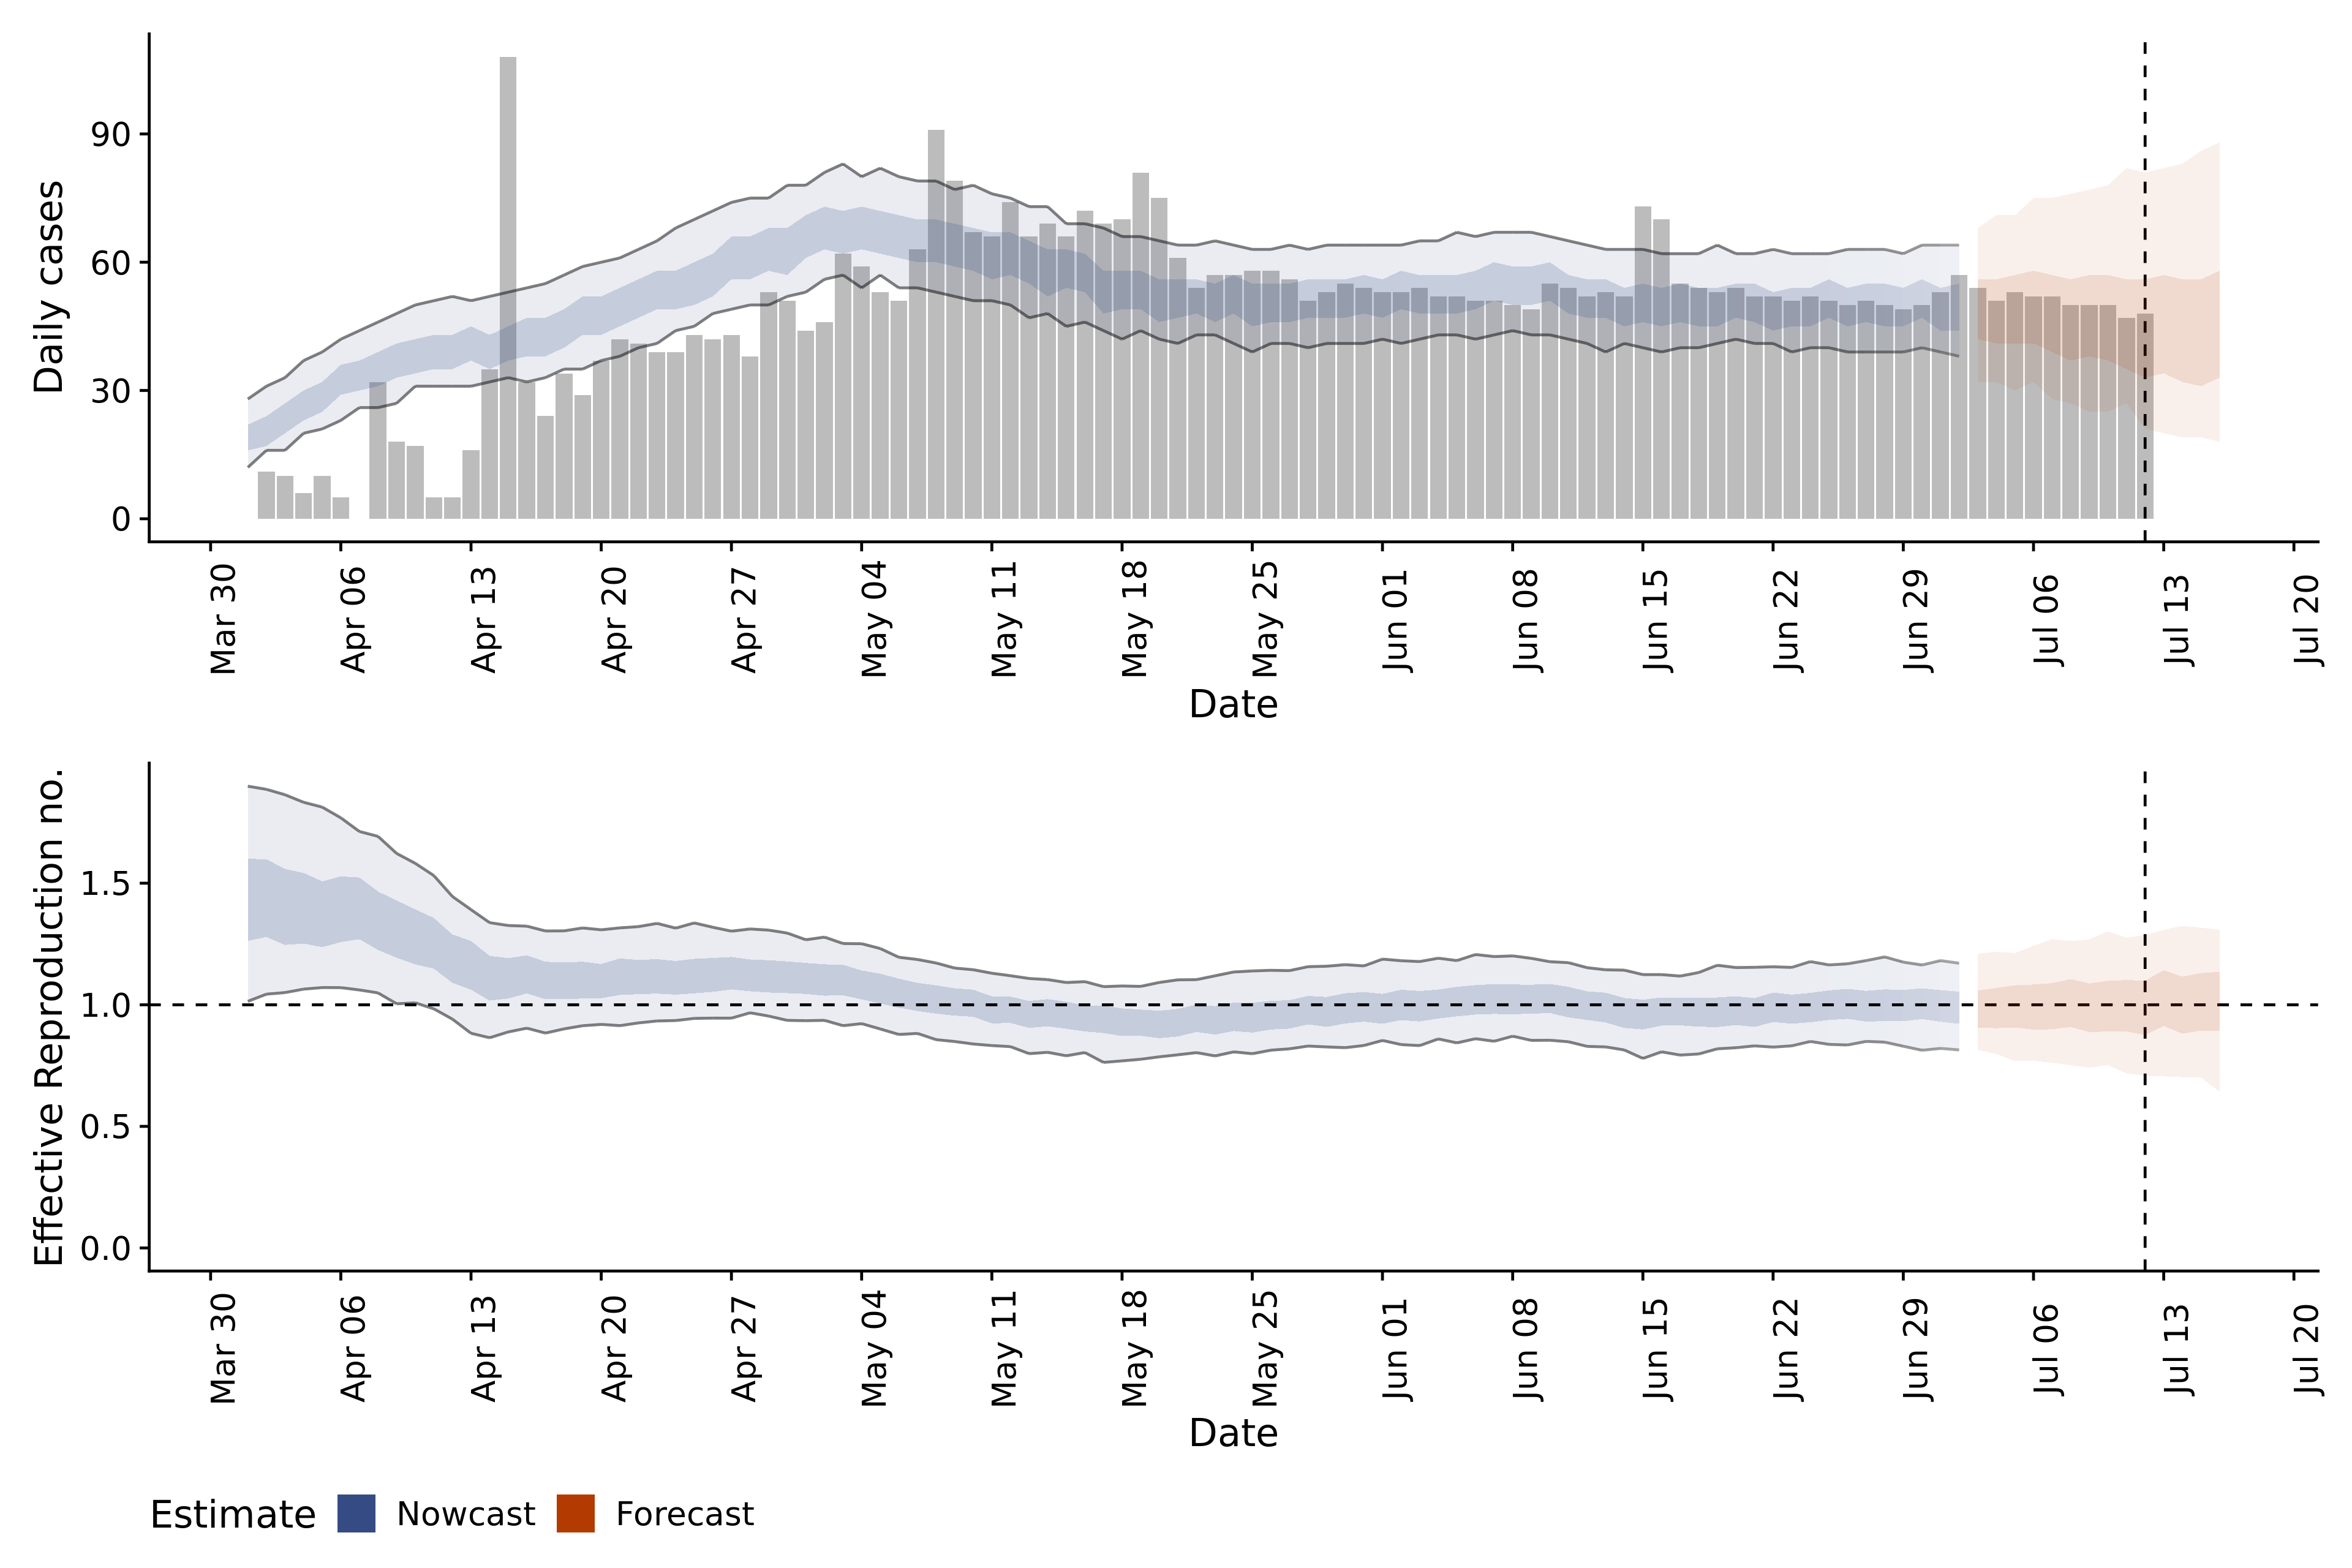 Daily cases
90
60
30
0
Mar 30
Apr 06
Apr 13
Apr 20
Apr 27
May 04
May 11
May 18
May 25
Jun 01
Jun 08
Jun 15
Jun 22
Jun 29
Jul 06
Jul 13
Jul 20
Date
Effective Reproduction no.
1.5
1.0
0.5
0.0
Mar 30
Apr 06
Apr 13
Apr 20
Apr 27
May 04
May 11
May 18
May 25
Jun 01
Jun 08
Jun 15
Jun 22
Jun 29
Jul 06
Jul 13
Jul 20
Date
Estimate Nowcast Forecast